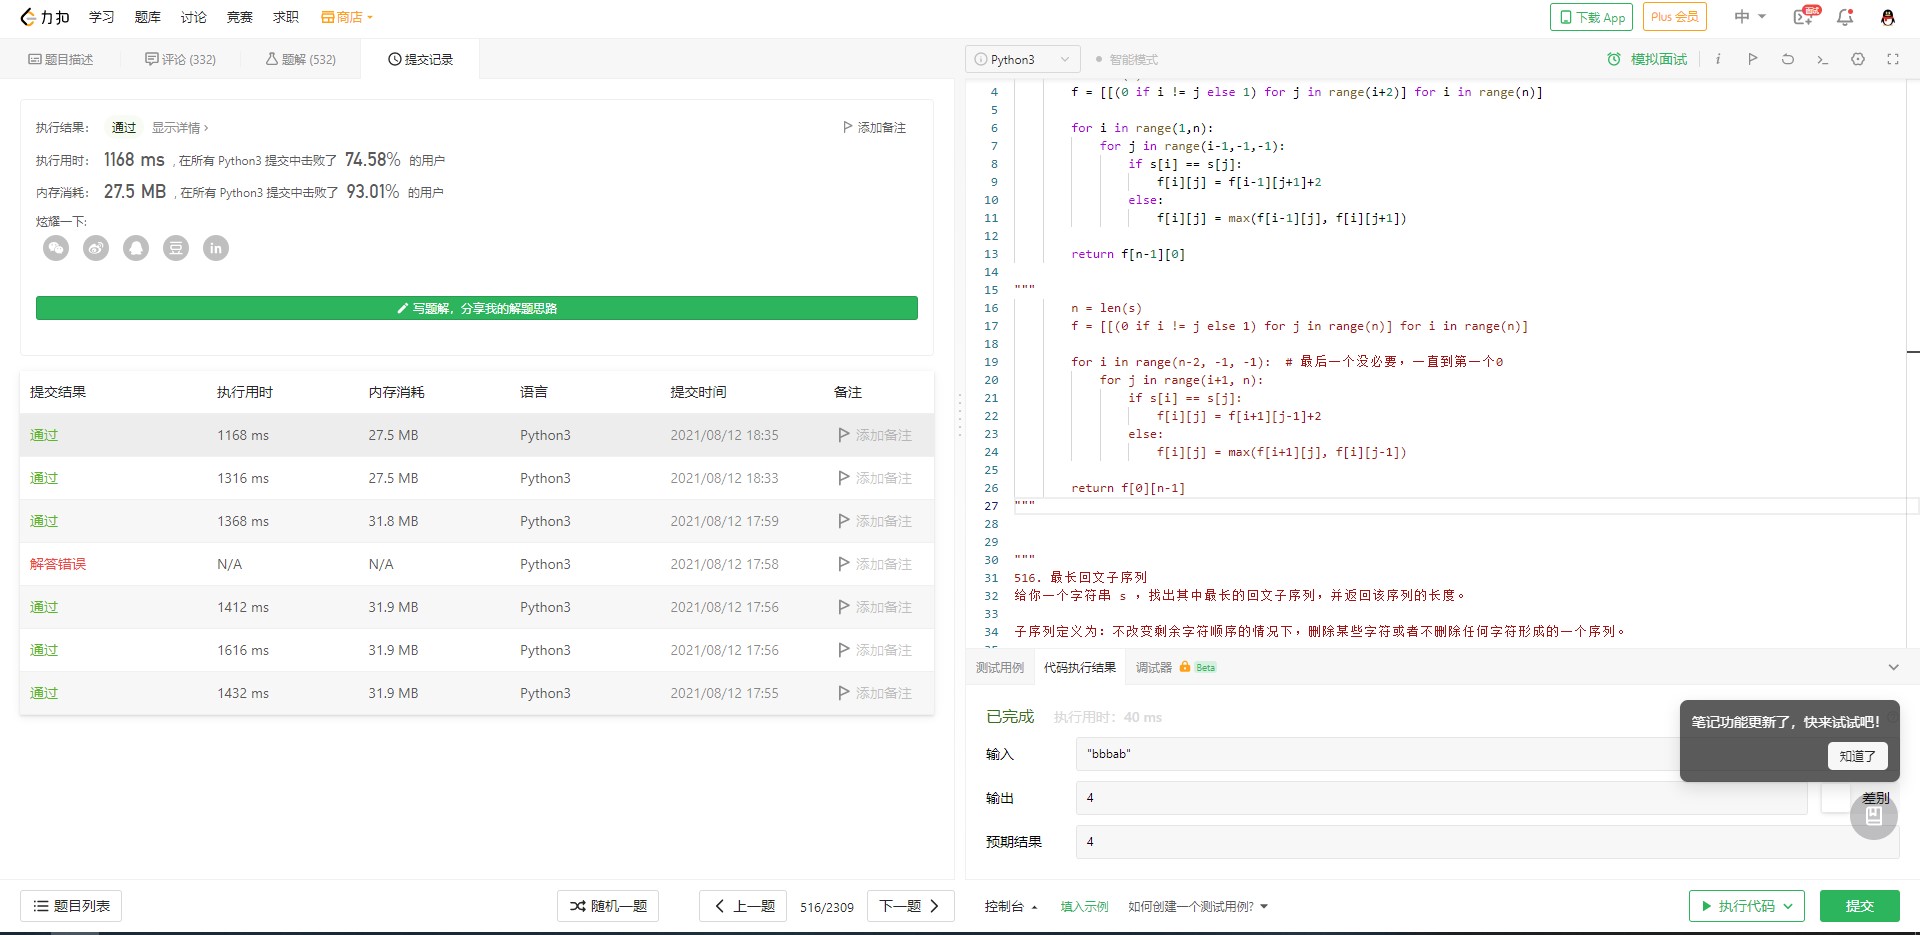 力扣 学习 题库 讨论 竞赛 求职 商店 下载 App Plus 会员 中 面试
题目描述 评论 (332) 题解 (532) 提交记录
执行结果: 通过 显示详情 › 添加备注
执行用时: 1168 ms , 在所有 Python3 提交中击败了 74.58% 的用户
内存消耗: 27.5 MB , 在所有 Python3 提交中击败了 93.01% 的用户
炫耀一下:
豆 in
写题解，分享我的解题思路
提交结果 执行用时 内存消耗 语言 提交时间 备注
通过 1168 ms 27.5 MB Python3 2021/08/12 18:35 添加备注
通过 1316 ms 27.5 MB Python3 2021/08/12 18:33 添加备注
通过 1368 ms 31.8 MB Python3 2021/08/12 17:59 添加备注
解答错误 N/A N/A Python3 2021/08/12 17:58 添加备注
通过 1412 ms 31.9 MB Python3 2021/08/12 17:56 添加备注
通过 1616 ms 31.9 MB Python3 2021/08/12 17:56 添加备注
通过 1432 ms 31.9 MB Python3 2021/08/12 17:55 添加备注
题目列表 随机一题 上一题 516/2309 下一题
Python3 智能模式 模拟面试 i
4 f = [[(0 if i != j else 1) for j in range(i+2)] for i in range(n)]
5
6 for i in range(1,n):
7 for j in range(i-1,-1,-1):
8 if s[i] == s[j]:
9 f[i][j] = f[i-1][j+1]+2
10 else:
11 f[i][j] = max(f[i-1][j], f[i][j+1])
12
13 return f[n-1][0]
14
15 """
16 n = len(s)
17 f = [[(0 if i != j else 1) for j in range(n)] for i in range(n)]
18
19 for i in range(n-2, -1, -1): # 最后一个没必要，一直到第一个0
20 for j in range(i+1, n):
21 if s[i] == s[j]:
22 f[i][j] = f[i+1][j-1]+2
23 else:
24 f[i][j] = max(f[i+1][j], f[i][j-1])
25
26 return f[0][n-1]
27 """
28
29
30 """
31 516. 最长回文子序列
32 给你一个字符串 s ，找出其中最长的回文子序列，并返回该序列的长度。
33
34 子序列定义为：不改变剩余字符顺序的情况下，删除某些字符或者不删除任何字符形成的一个序列。
测试用例 代码执行结果 调试器 Beta
已完成 执行用时: 40 ms
笔记功能更新了，快来试试吧!
知道了
输入 "bbbab"
输出 4 差别
预期结果 4
控制台 填入示例 如何创建一个测试用例? 执行代码 提交